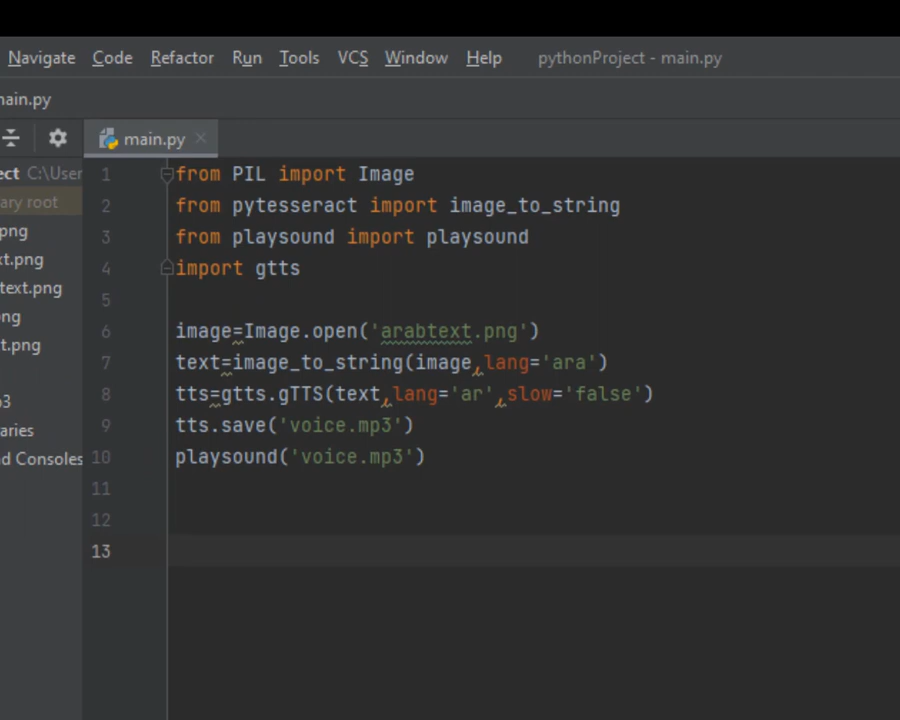 Navigate Code Refactor Run Tools VCS Window Help pythonProject - main.py
main.py
main.py
ect C:\User
ary root
png
xt.png
text.png
ng
t.png
p3
raries
nd Consoles
1 from PIL import Image
2 from pytesseract import image_to_string
3 from playsound import playsound
4 import gtts
5
6 image=Image.open('arabtext.png')
7 text=image_to_string(image,lang='ara')
8 tts=gtts.gTTS(text,lang='ar',slow='false')
9 tts.save('voice.mp3')
10 playsound('voice.mp3')
11
12
13